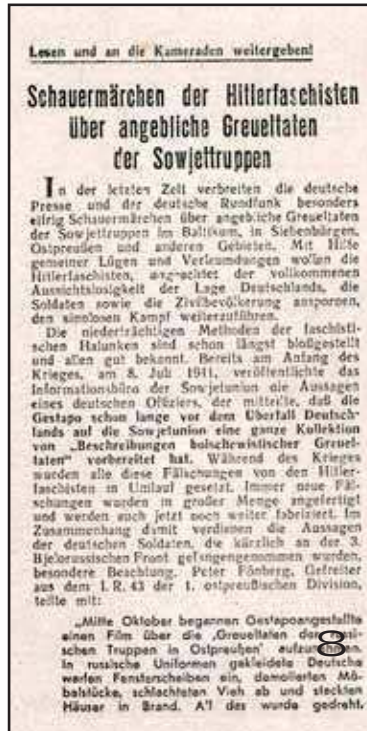 Lesen und an die Kameraden weitergeben!
Schauermärchen der Hitlerfaschisten
über angebliche Greueltaten
der Sowjettruppen
In der letzten Zeit verbreiten die deutsche
Presse und der deutsche Rundfunk besonders
eifrig Schauermärchen über angebliche Greueltaten
der Sowjettruppen im Baltikum, in Siebenbürgen,
Ostpreußen und anderen Gebieten. Mit Hilfe
gemeiner Lügen und Verleumdungen wollen die
Hitlerfaschisten, ungeachtet der vollkommenen
Aussichtslosigkeit der Lage Deutschlands, die
Soldaten sowie die Zivilbevölkerung anspornen,
den sinnlosen Kampf weiterzuführen.
Die niederträchtigen Methoden der faschisti-
schen Halunken sind schon längst bloßgestellt
und allen gut bekannt. Bereits am Anfang des
Krieges, am 8. Juli 1941, veröffentlichte das
Informationsbüro der Sowjetunion die Aussagen
eines deutschen Offiziers, der mitteilte, daß die
Gestapo schon lange vor dem Überfall Deutsch-
lands auf die Sowjetunion eine ganze Kollektion
von „Beschreibungen bolschewistischer Greuel-
taten" vorbereitet hat. Während des Krieges
wurden alle diese Fälschungen von den Hitler-
faschisten in Umlauf gesetzt. Immer neue Fäl-
schungen wurden in großer Menge angefertigt
und werden auch jetzt noch weiter fabriziert. Im
Zusammenhang damit verdienen die Aussagen
der deutschen Soldaten, die kürzlich an der 3.
Bjelorussischen Front gefangengenommen wurden,
besondere Beachtung. Peter Fönberg, Gefreiter
aus dem I. R. 43 der 1. ostpreußischen Division,
teilte mit:
„Mitte Oktober begannen Gestapoangestellte
einen Film über die ‚Greueltaten der
schen Truppen in Ostpreußen'
In russische Uniformen gekleidete Deutsche
warfen Fensterscheiben ein, demolierten Mö-
belstücke, schlachteten Vieh ab und steckten
Häuser in Brand. All das wurde gedreht.
8